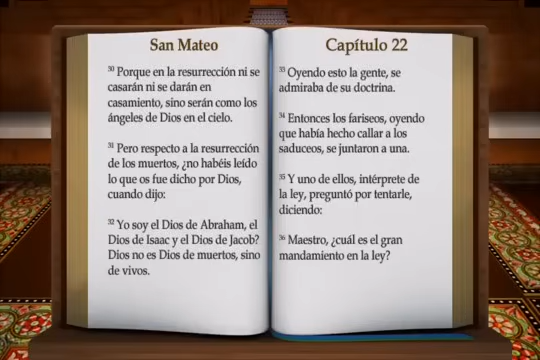 San Mateo
30 Porque en la resurrección ni se
casarán ni se darán en
casamiento, sino serán como los
ángeles de Dios en el cielo.
31 Pero respecto a la resurrección
de los muertos, ¿no habéis leído
lo que os fue dicho por Dios,
cuando dijo:
32 Yo soy el Dios de Abraham, el
Dios de Isaac y el Dios de Jacob?
Dios no es Dios de muertos, sino
de vivos.
Capítulo 22
33 Oyendo esto la gente, se
admiraba de su doctrina.
34 Entonces los fariseos, oyendo
que había hecho callar a los
saduceos, se juntaron a una.
35 Y uno de ellos, intérprete de
la ley, preguntó por tentarle,
diciendo:
36 Maestro, ¿cuál es el gran
mandamiento en la ley?